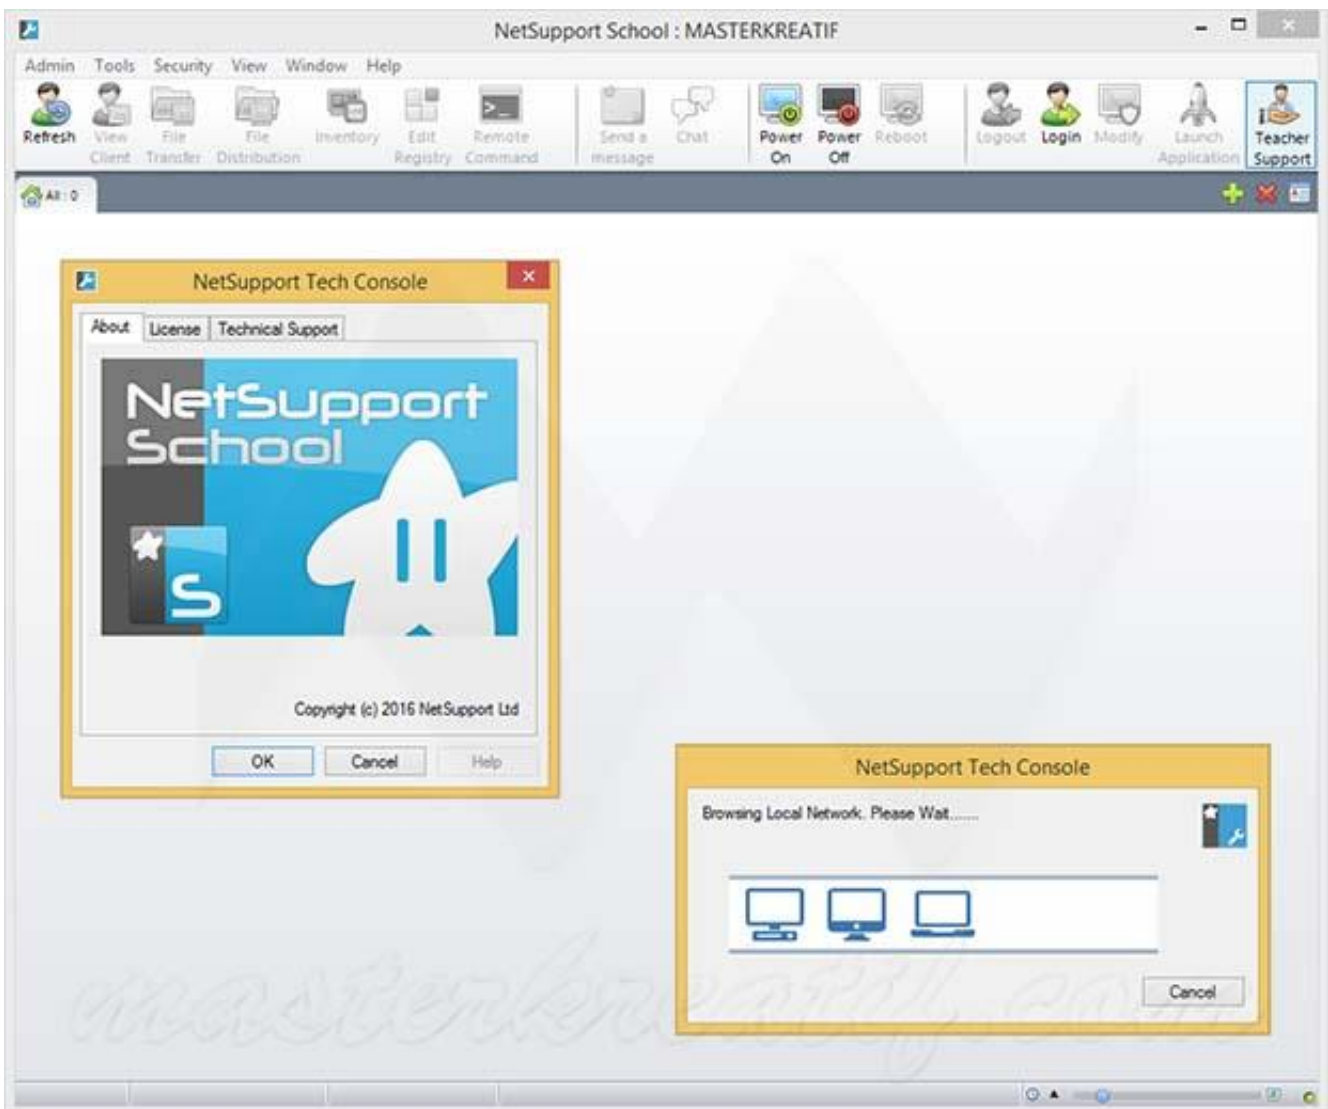 NetSupport School : MASTERKREATIF
Admin Tools Security View Window Help
Refresh
View Client
File Transfer
File Distribution
Inventory
Edit Registry
Remote Command
Send a message
Chat
Power On
Power Off
Reboot
Logout
Login
Modify
Launch Application
Teacher Support
All : 0
NetSupport Tech Console
About License Technical Support
NetSupport
School
S
Copyright (c) 2016 NetSupport Ltd
OK Cancel Help
NetSupport Tech Console
Browsing Local Network. Please Wait.......
Cancel
masterkreatif.com